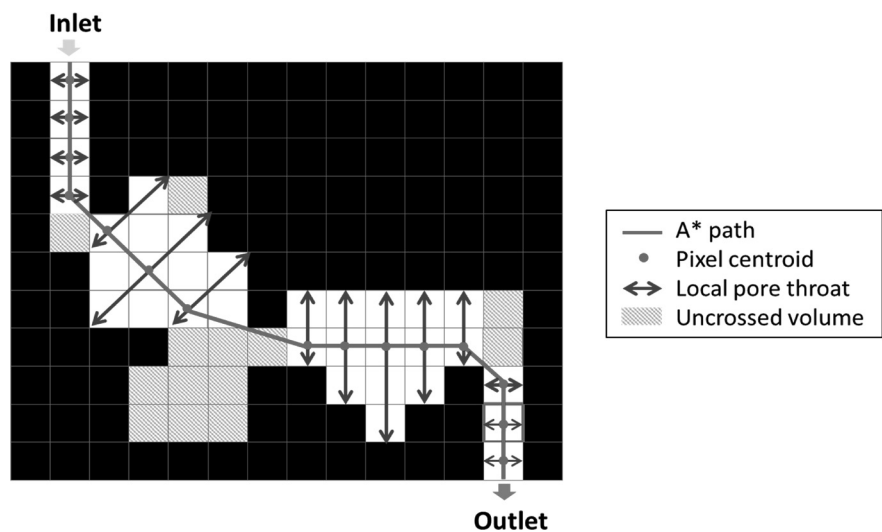 Inlet
A* path
Pixel centroid
Local pore throat
Uncrossed volume
Outlet